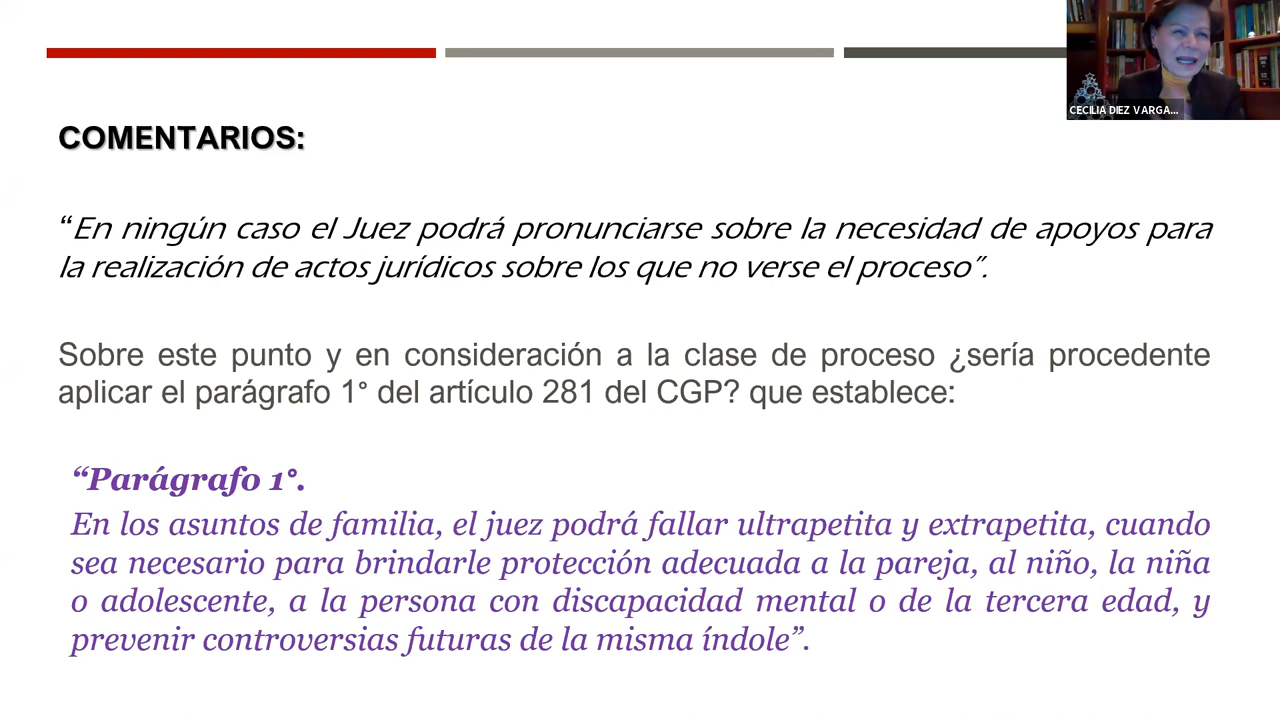 CECILIA DIEZ VARGA...
COMENTARIOS:
“En ningún caso el Juez podrá pronunciarse sobre la necesidad de apoyos para
la realización de actos jurídicos sobre los que no verse el proceso”.
Sobre este punto y en consideración a la clase de proceso ¿sería procedente
aplicar el parágrafo 1° del artículo 281 del CGP? que establece:
“Parágrafo 1°.
En los asuntos de familia, el juez podrá fallar ultrapetita y extrapetita, cuando
sea necesario para brindarle protección adecuada a la pareja, al niño, la niña
o adolescente, a la persona con discapacidad mental o de la tercera edad, y
prevenir controversias futuras de la misma índole”.